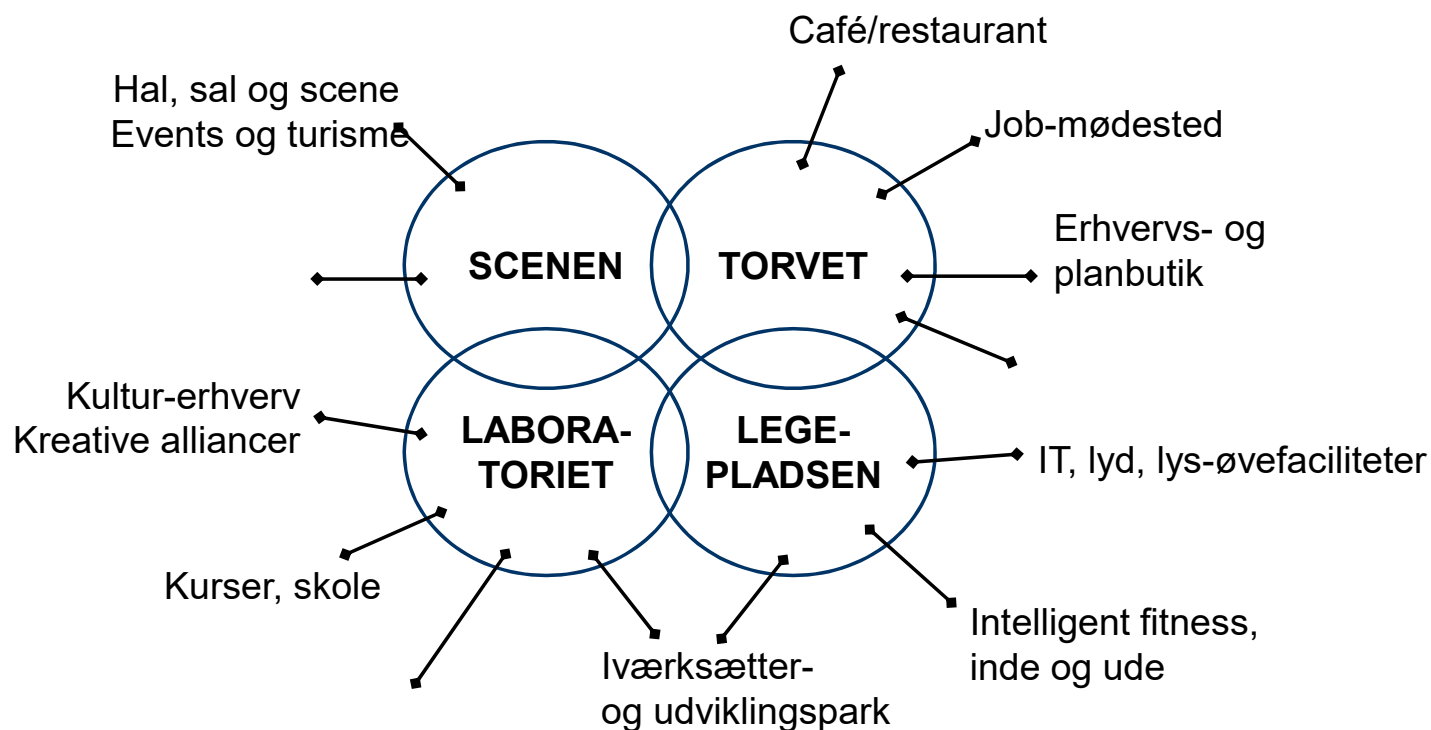 Café/restaurant
Hal, sal og scene
Events og turisme
Job-mødested
Erhvervs- og
planbutik
SCENEN
TORVET
Kultur-erhverv
Kreative alliancer
LABORA-
TORIET
LEGE-
PLADSEN
IT, lyd, lys-øvefaciliteter
Kurser, skole
Intelligent fitness,
inde og ude
Iværksætter-
og udviklingspark